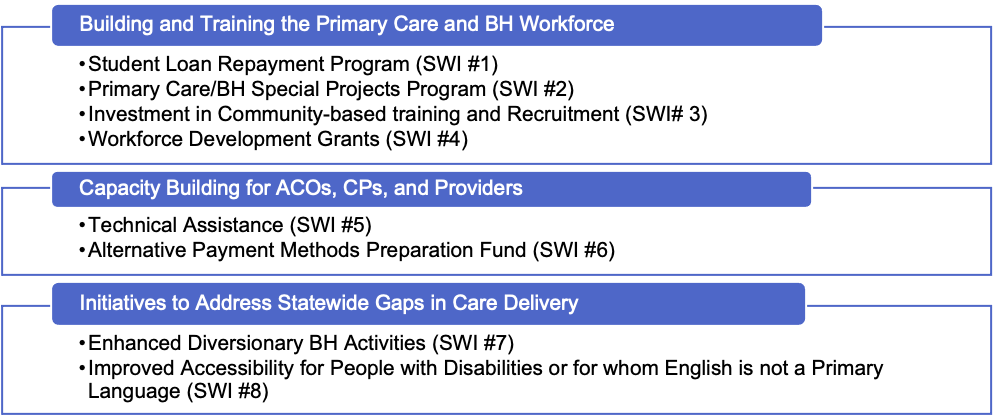 Building and Training the Primary Care and BH Workforce
•Student Loan Repayment Program (SWI #1)
•Primary Care/BH Special Projects Program (SWI #2)
•Investment in Community-based training and Recruitment (SWI# 3)
•Workforce Development Grants (SWI #4)
Capacity Building for ACOs, CPs, and Providers
•Technical Assistance (SWI #5)
•Alternative Payment Methods Preparation Fund (SWI #6)
Initiatives to Address Statewide Gaps in Care Delivery
•Enhanced Diversionary BH Activities (SWI #7)
•Improved Accessibility for People with Disabilities or for whom English is not a Primary
Language (SWI #8)